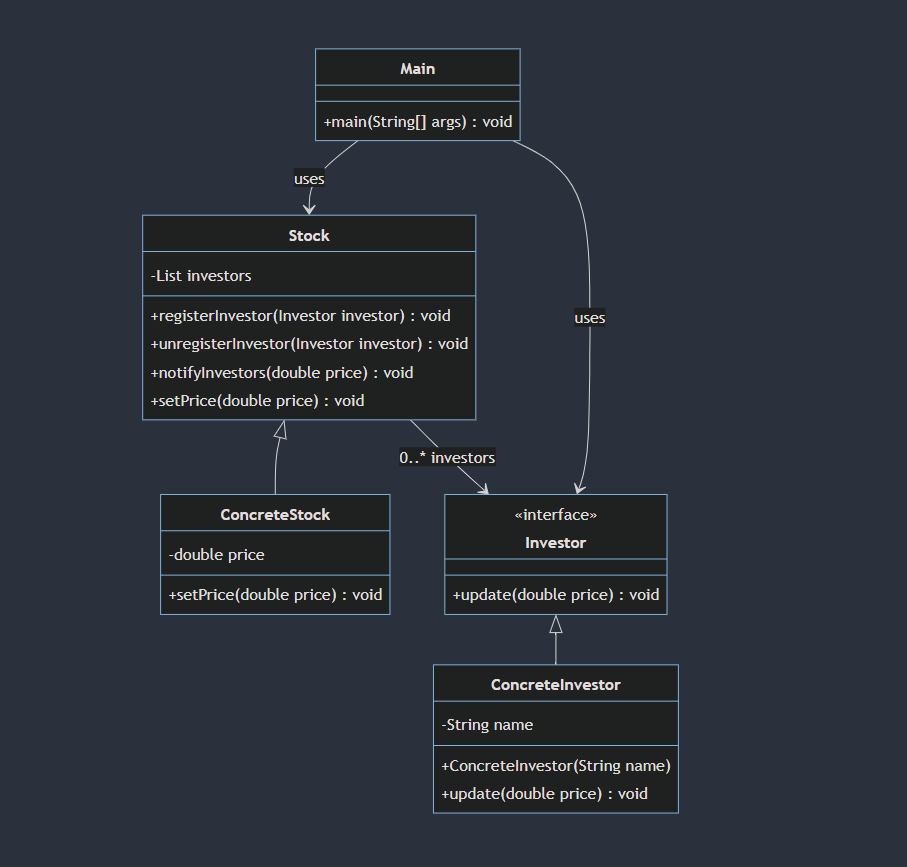 Main
+main(String[] args) : void
uses
Stock
-List investors
+registerInvestor(Investor investor) : void
+unregisterInvestor(Investor investor) : void
+notifyInvestors(double price) : void
+setPrice(double price) : void
uses
0..* investors
ConcreteStock
-double price
+setPrice(double price) : void
«interface»
Investor
+update(double price) : void
ConcreteInvestor
-String name
+ConcreteInvestor(String name)
+update(double price) : void